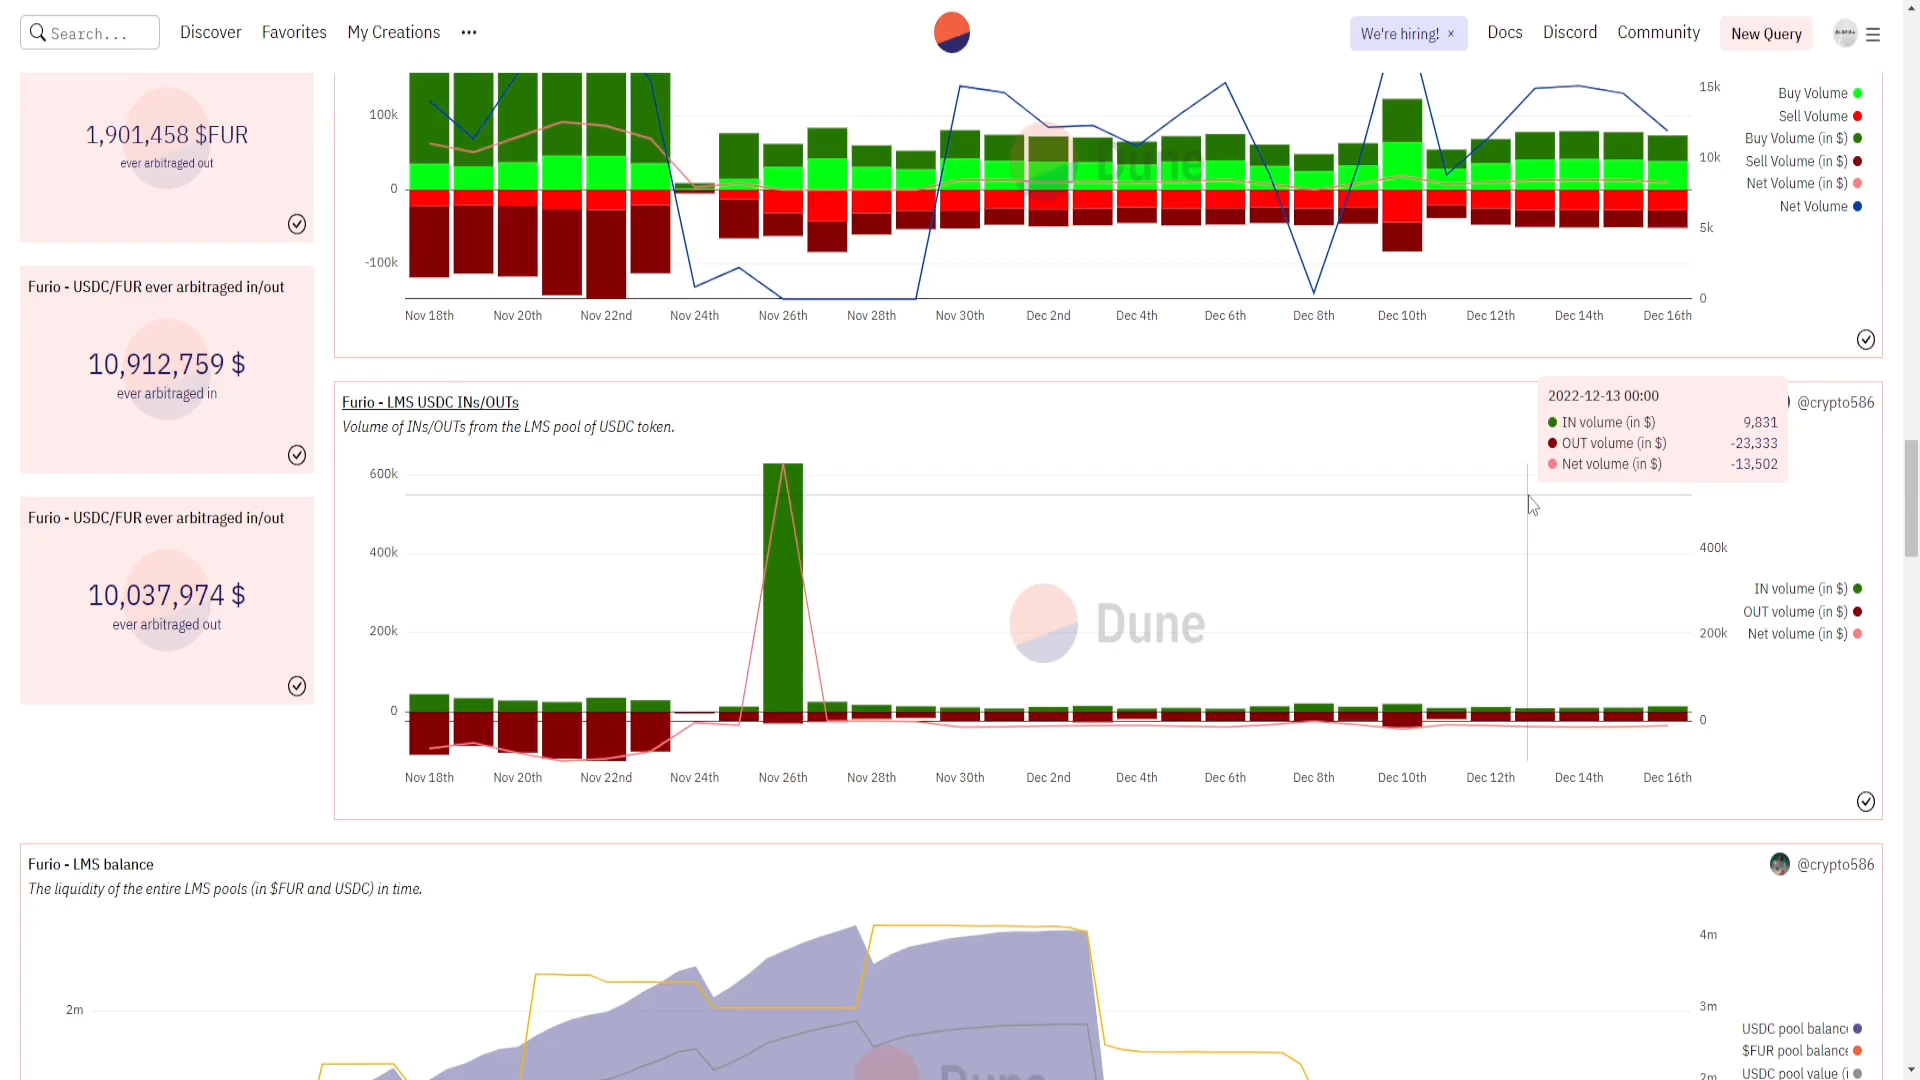 Search...
Discover
Favorites
My Creations
We're hiring! ×
Docs
Discord
Community
New Query
1,901,458 $FUR
ever arbitraged out
Furio - USDC/FUR ever arbitraged in/out
10,912,759 $
ever arbitraged in
Furio - USDC/FUR ever arbitraged in/out
10,037,974 $
ever arbitraged out
100k
0
-100k
15k
10k
5k
0
Dune
Nov 18th
Nov 20th
Nov 22nd
Nov 24th
Nov 26th
Nov 28th
Nov 30th
Dec 2nd
Dec 4th
Dec 6th
Dec 8th
Dec 10th
Dec 12th
Dec 14th
Dec 16th
Buy Volume
Sell Volume
Buy Volume (in $)
Sell Volume (in $)
Net Volume (in $)
Net Volume
Furio - LMS USDC INs/OUTs
Volume of INs/OUTs from the LMS pool of USDC token.
@crypto586
2022-12-13 00:00
IN volume (in $) 9,831
OUT volume (in $) -23,333
Net volume (in $) -13,502
600k
400k
200k
0
400k
200k
0
Dune
IN volume (in $)
OUT volume (in $)
Net volume (in $)
Nov 18th
Nov 20th
Nov 22nd
Nov 24th
Nov 26th
Nov 28th
Nov 30th
Dec 2nd
Dec 4th
Dec 6th
Dec 8th
Dec 10th
Dec 12th
Dec 14th
Dec 16th
Furio - LMS balance
The liquidity of the entire LMS pools (in $FUR and USDC) in time.
@crypto586
2m
4m
3m
2m
Dune
USDC pool balanc
$FUR pool balanc
USDC pool value (i